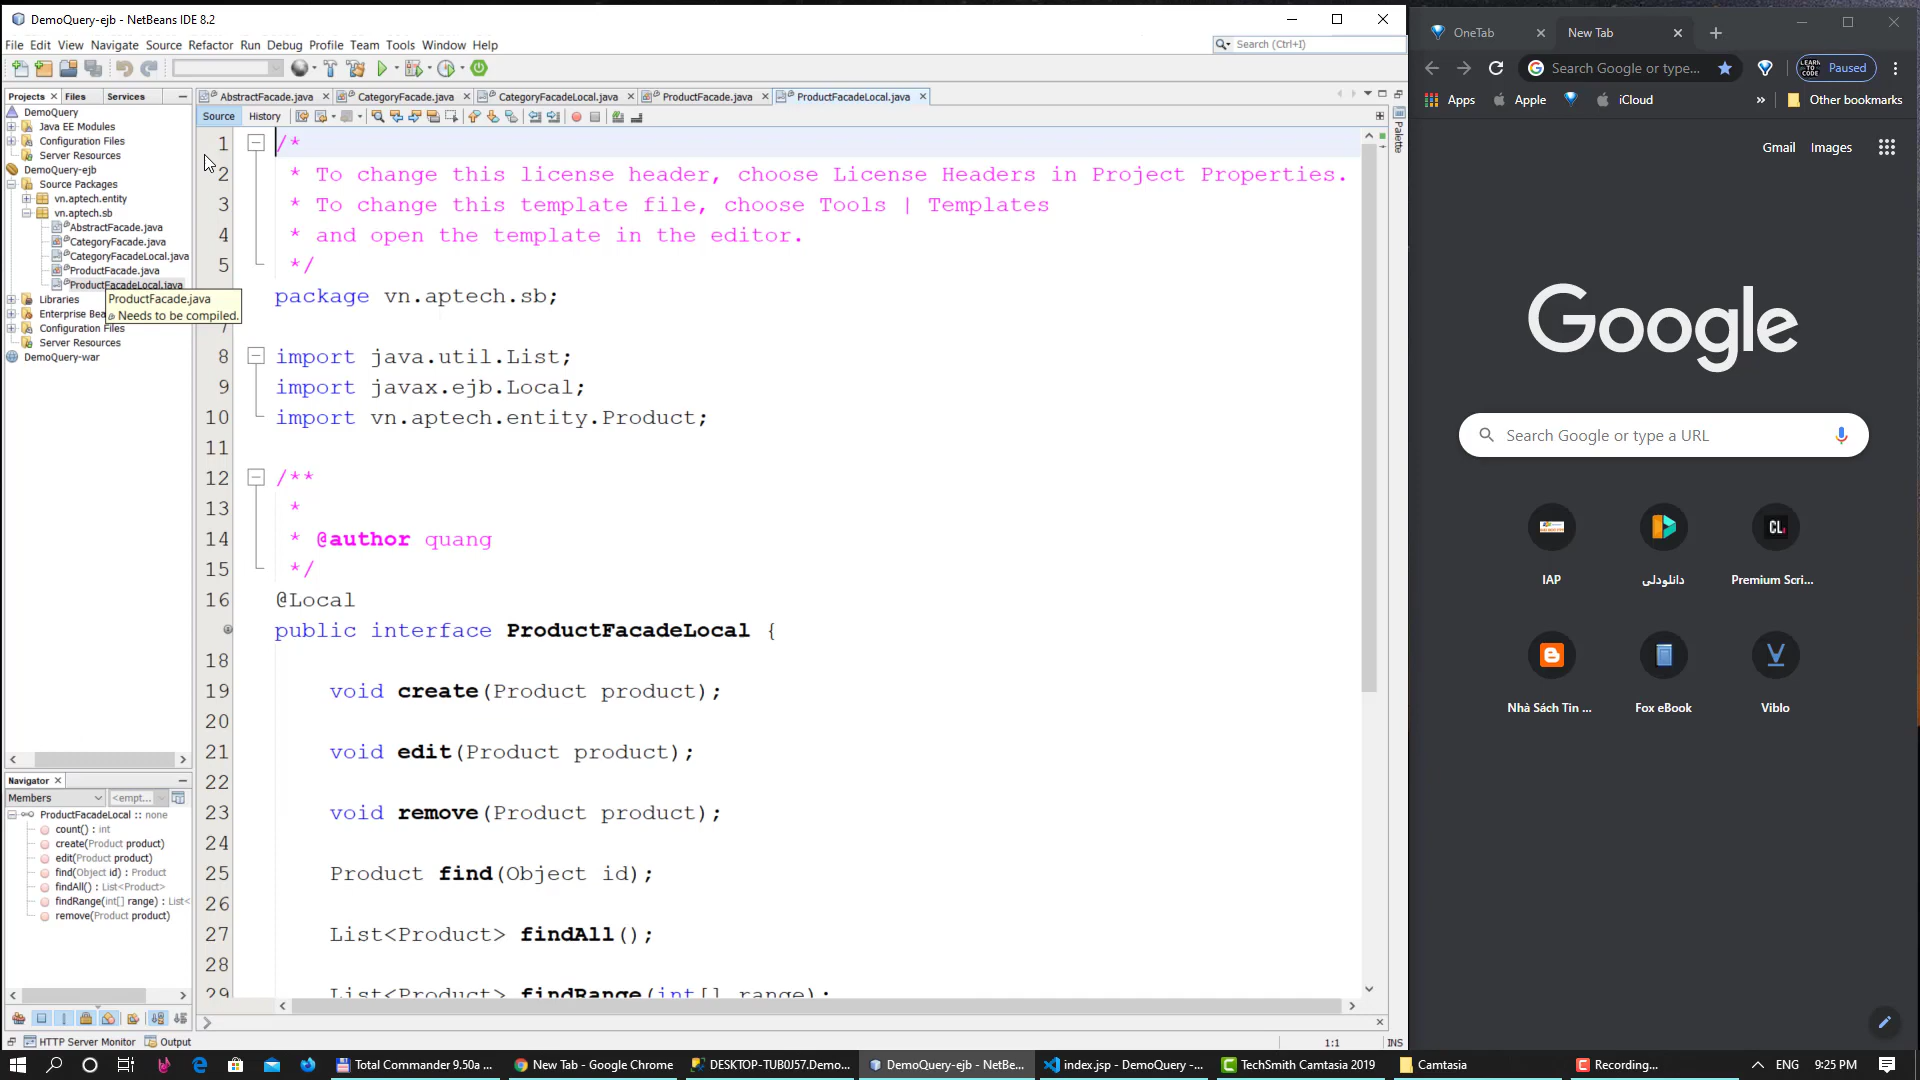 DemoQuery-ejb - NetBeans IDE 8.2
File Edit View Navigate Source Refactor Run Debug Profile Team Tools Window Help
Search (Ctrl+I)
Projects Files Services
DemoQuery
Java EE Modules
Configuration Files
Server Resources
DemoQuery-ejb
Source Packages
vn.aptech.entity
vn.aptech.sb
AbstractFacade.java
CategoryFacade.java
CategoryFacadeLocal.java
ProductFacade.java
ProductFacadeLocal.java
Libraries
Enterprise Bea
Configuration Files
Server Resources
DemoQuery-war
ProductFacade.java
Needs to be compiled.
Navigator
Members
<empt...
ProductFacadeLocal :: none
count() : int
create(Product product)
edit(Product product)
find(Object id) : Product
findAll() : List<Product>
findRange(int[] range) : List<
remove(Product product)
AbstractFacade.java CategoryFacade.java CategoryFacadeLocal.java ProductFacade.java ProductFacadeLocal.java
Source History
1 /*
2 * To change this license header, choose License Headers in Project Properties.
3 * To change this template file, choose Tools | Templates
4 * and open the template in the editor.
5 */
package vn.aptech.sb;
7
8 import java.util.List;
9 import javax.ejb.Local;
10 import vn.aptech.entity.Product;
11
12 /**
13 *
14 * @author quang
15 */
16 @Local
public interface ProductFacadeLocal {
18
19 void create(Product product);
20
21 void edit(Product product);
22
23 void remove(Product product);
24
25 Product find(Object id);
26
27 List<Product> findAll();
28
29 List<Product> findRange(int[] range);
Palette
HTTP Server Monitor Output
1:1 INS
OneTab New Tab
Search Google or type...
LEARN TO CODE
Paused
Apps Apple iCloud » Other bookmarks
Gmail Images
Google
Search Google or type a URL
CL
IAP دانلودلی Premium Scri...
Nhà Sách Tin ... Fox eBook Viblo
Total Commander 9.50a ... New Tab - Google Chrome DESKTOP-TUB0J57.Demo... DemoQuery-ejb - NetBe... index.jsp - DemoQuery -... TechSmith Camtasia 2019 Camtasia Recording... ENG 9:25 PM